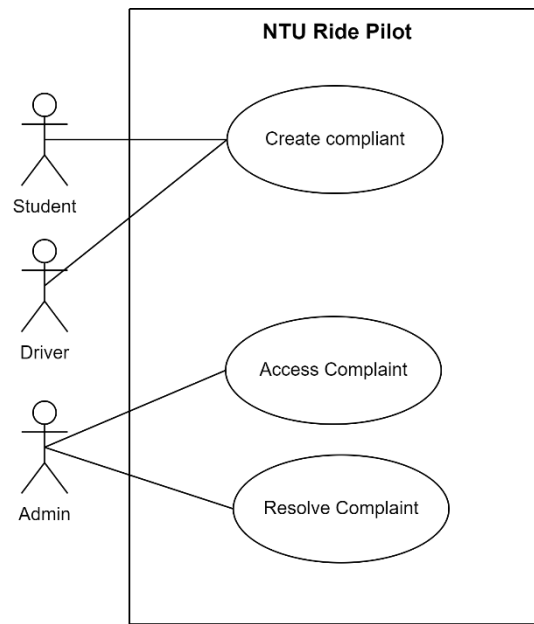 NTU Ride Pilot
Create compliant
Student
Driver
Access Complaint
Admin
Resolve Complaint